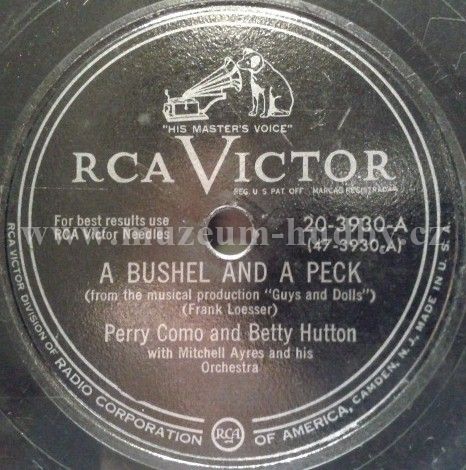 "HIS MASTER'S VOICE"
RCA VICTOR
REG. U.S. PAT. OFF. MARCAS REGISTRADAS
For best results use
RCA Victor Needles
20-3930-A
(47-3930-A)
www.muzeum-hudby.cz
A BUSHEL AND A PECK
(from the musical production "Guys and Dolls")
(Frank Loesser)
Perry Como and Betty Hutton
with Mitchell Ayres and his
Orchestra
RCA VICTOR DIVISION OF RADIO CORPORATION OF AMERICA, CAMDEN, N. J., MADE IN U. S. A.
RCA